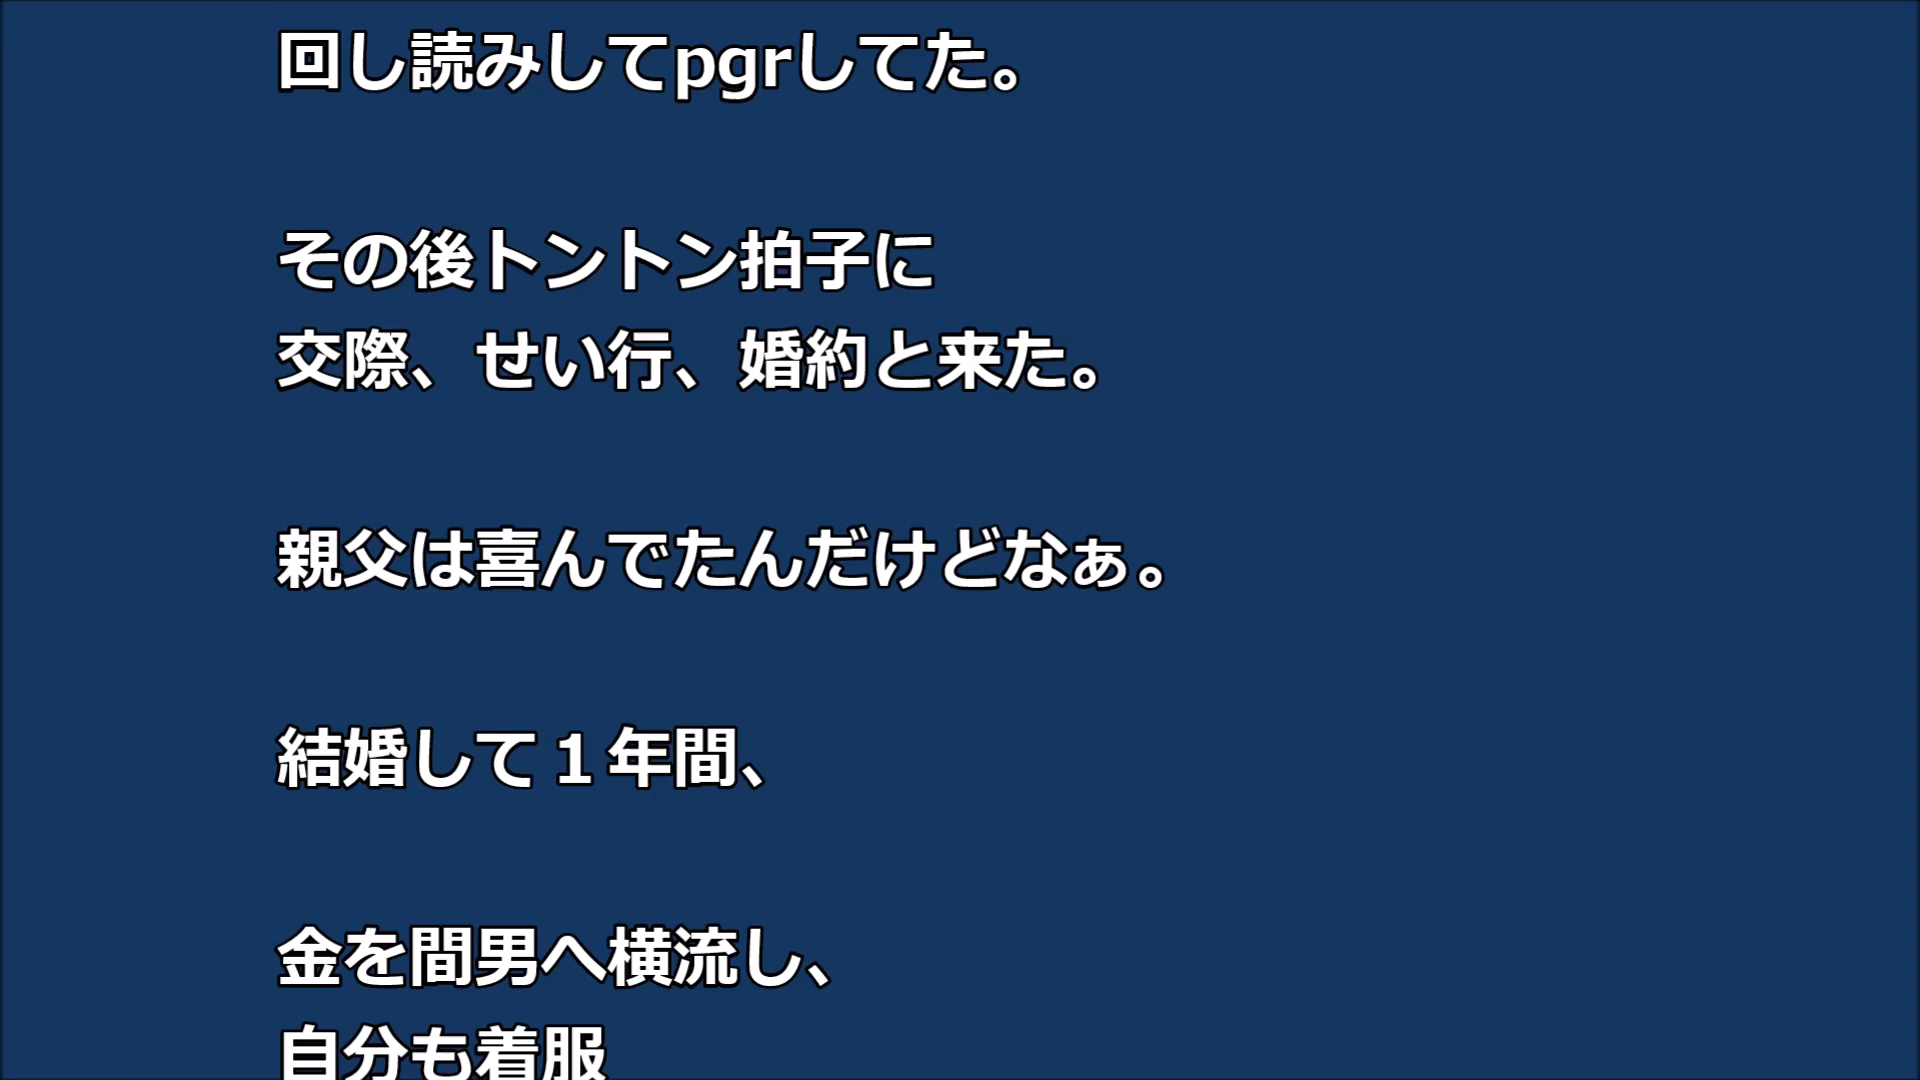 回し読みしてpgrしてた。
その後トントン拍子に
交際、せい行、婚約と来た。
親父は喜んでたんだけどなぁ。
結婚して１年間、
金を間男へ横流し、
自分も着服